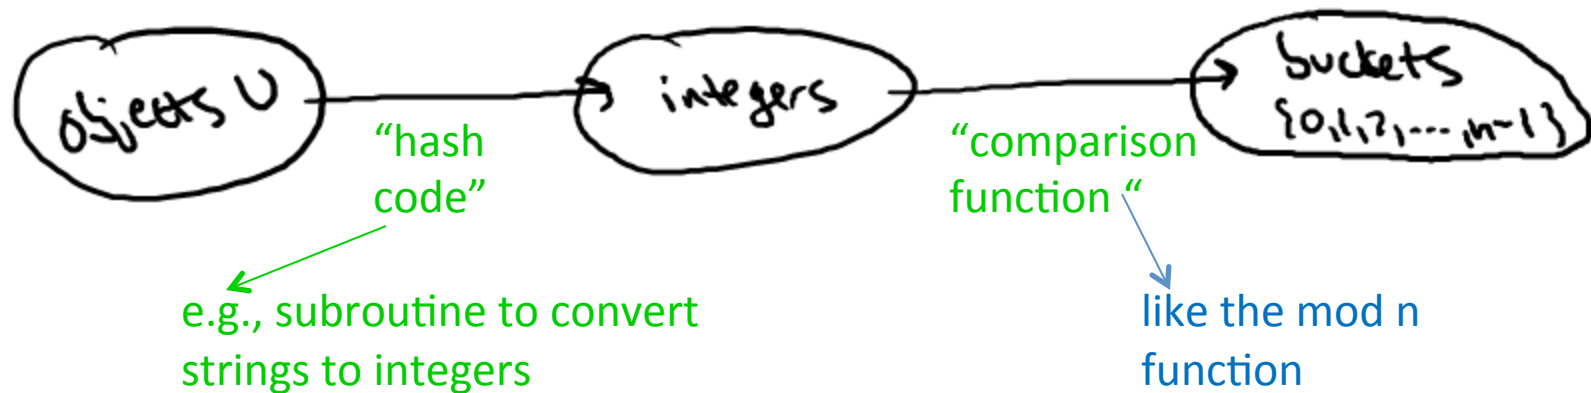 objects U
integers
buckets
{0,1,2,...,n-1}
“hash
code”
“comparison
function “
e.g., subroutine to convert
strings to integers
like the mod n
function